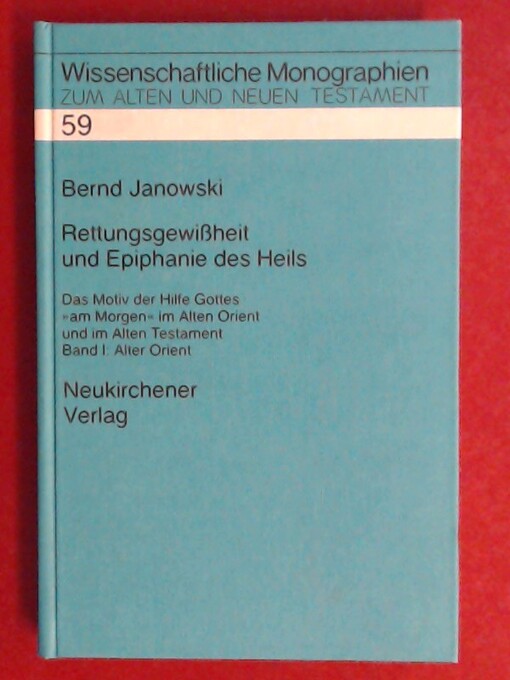 Wissenschaftliche Monographien
ZUM ALTEN UND NEUEN TESTAMENT
59
Bernd Janowski
Rettungsgewißheit
und Epiphanie des Heils
Das Motiv der Hilfe Gottes
»am Morgen« im Alten Orient
und im Alten Testament
Band I: Alter Orient
Neukirchener
Verlag